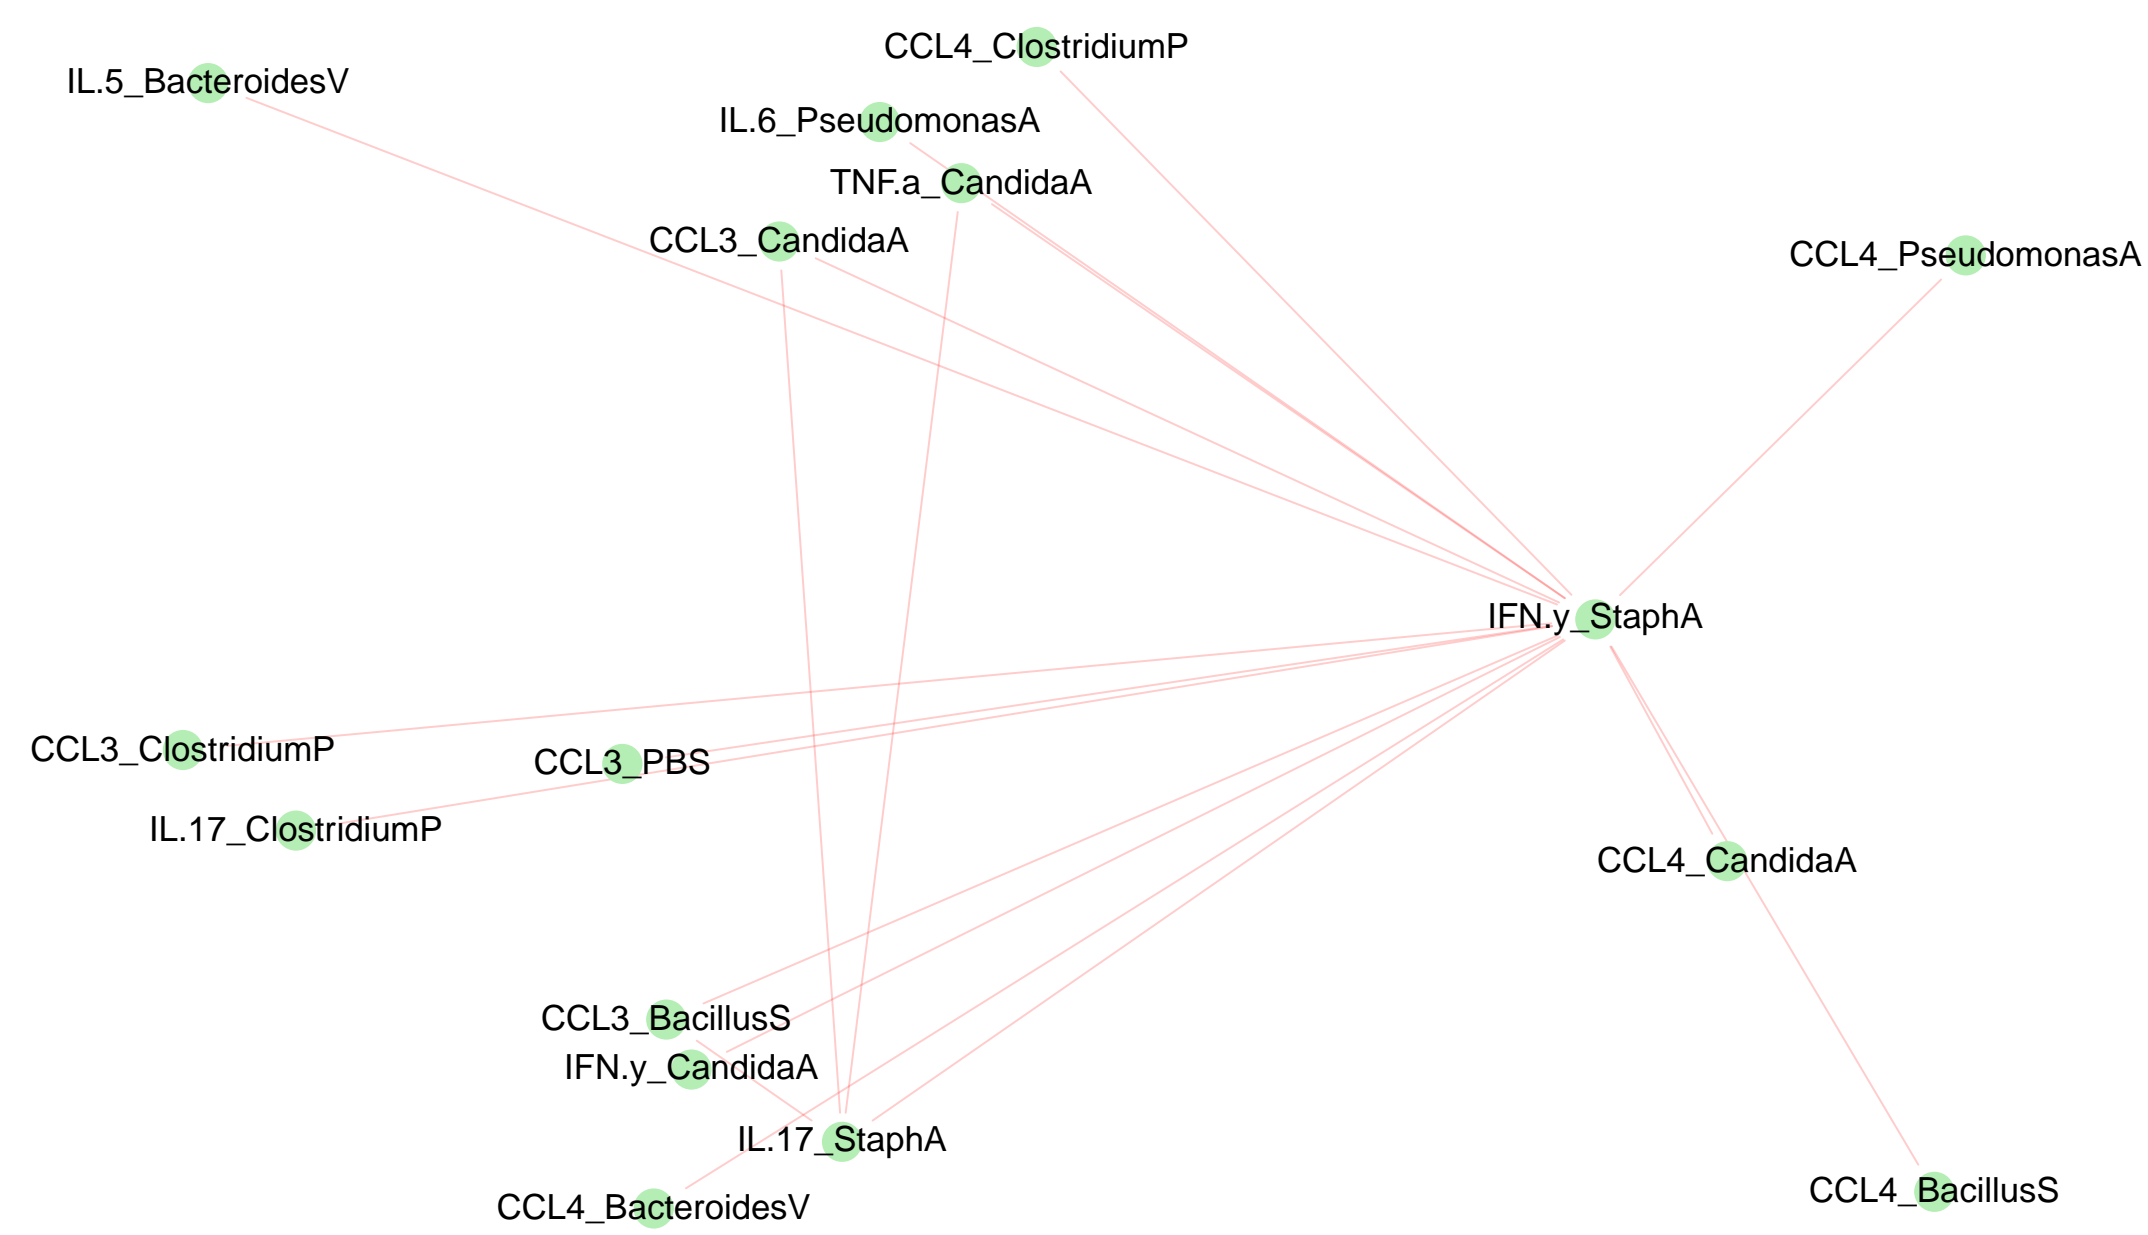 CCL4_ClostridiumP
IL.5_BacteroidesV
IL.6_PseudomonasA
TNF.a_CandidaA
CCL3_CandidaA
CCL4_PseudomonasA
IFN.y_StaphA
CCL3_ClostridiumP
CCL3_PBS
IL.17_ClostridiumP
CCL4_CandidaA
CCL3_BacillusS
IFN.y_CandidaA
IL.17_StaphA
CCL4_BacillusS
CCL4_BacteroidesV